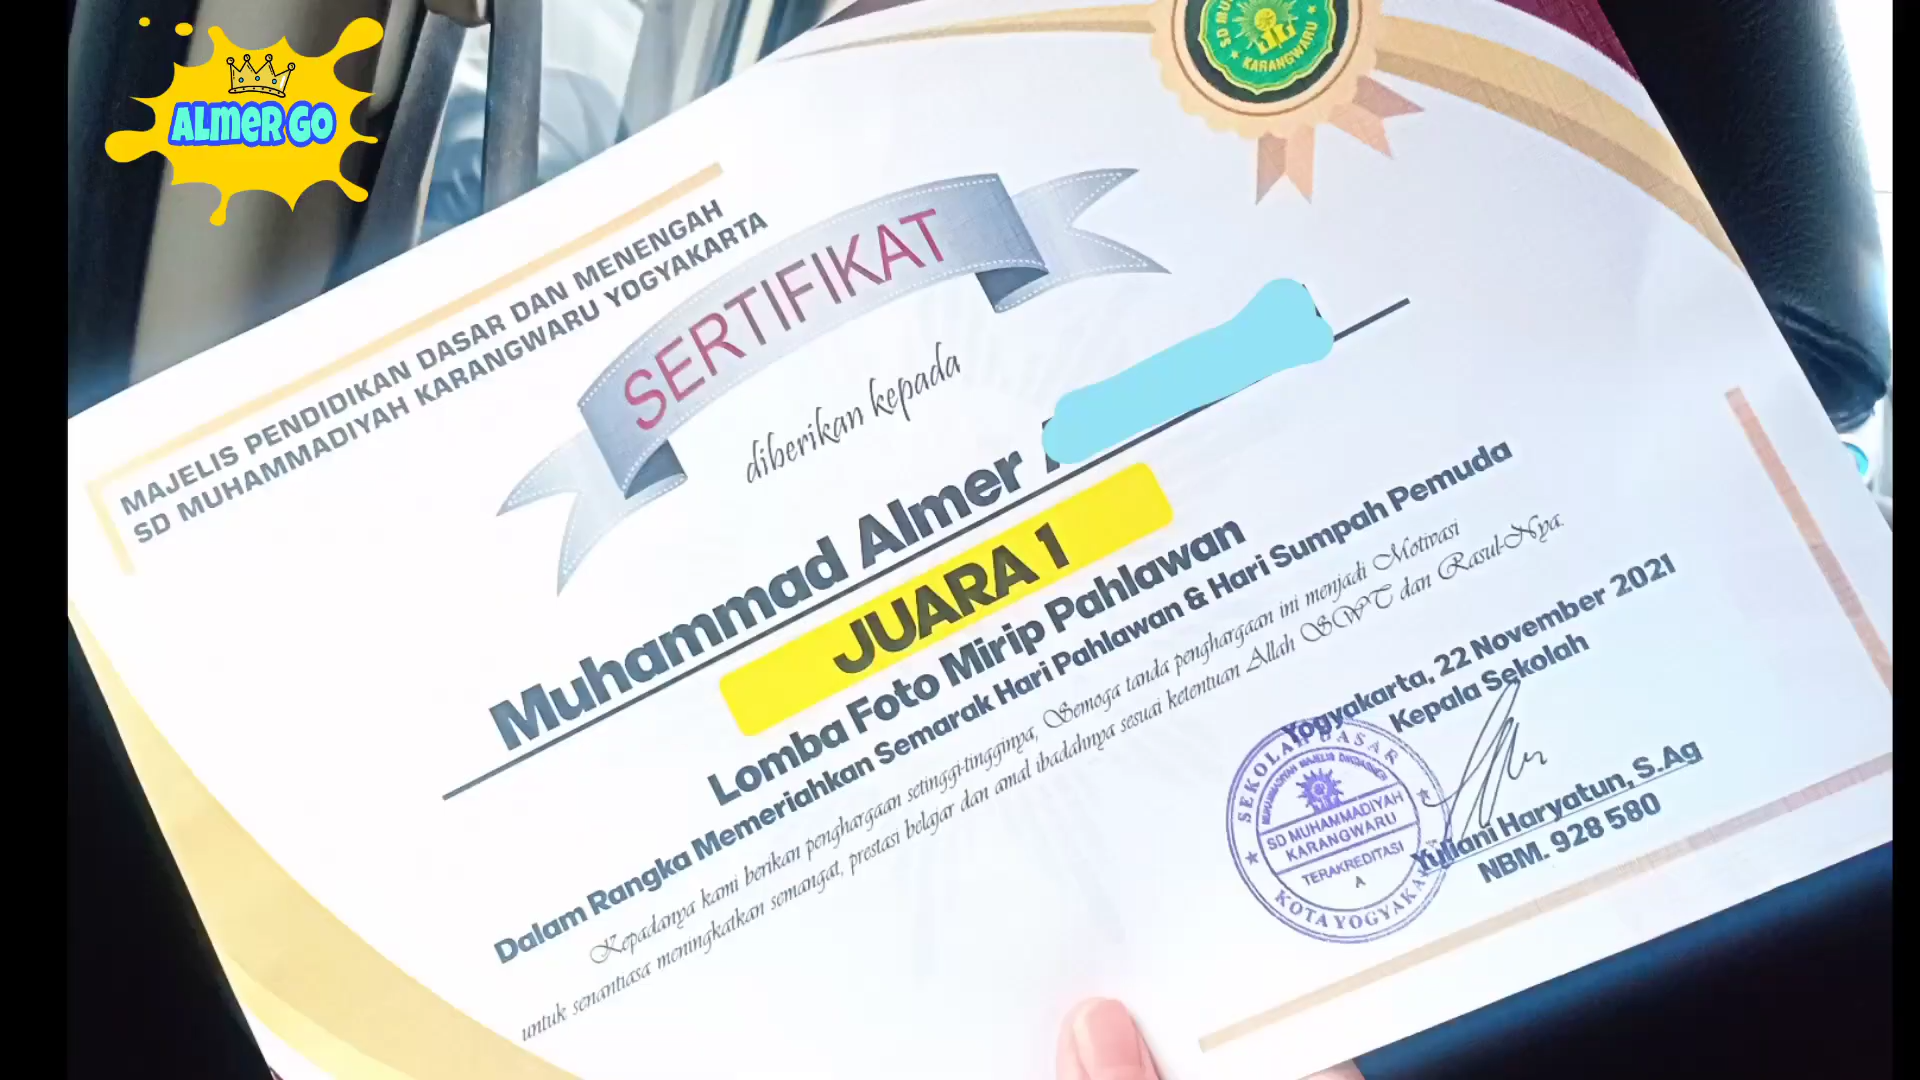 ALMER GO
SD MU
KARANGWARU
MAJELIS PENDIDIKAN DASAR DAN MENENGAH
SD MUHAMMADIYAH KARANGWARU YOGYAKARTA
SERTIFIKAT
diberikan kepada
Muhammad Almer
JUARA 1
Lomba Foto Mirip Pahlawan
Dalam Rangka Memeriahkan Semarak Hari Pahlawan & Hari Sumpah Pemuda
Kepadanya kami berikan penghargaan setinggi-tingginya, Semoga tanda penghargaan ini menjadi Motivasi
untuk senantiasa meningkatkan semangat, prestasi belajar dan amal ibadahnya sesuai ketentuan Allah SWT dan Rasul-Nya.
Yogyakarta, 22 November 2021
Kepala Sekolah
SEKOLAH DASAR
MUHAMMADIYAH MAJELIS DIKDASMEN
SD MUHAMMADIYAH
KARANGWARU
TERAKREDITASI
A
KOTA YOGYAKA
Yuliani Haryatun, S.Ag
NBM. 928 580